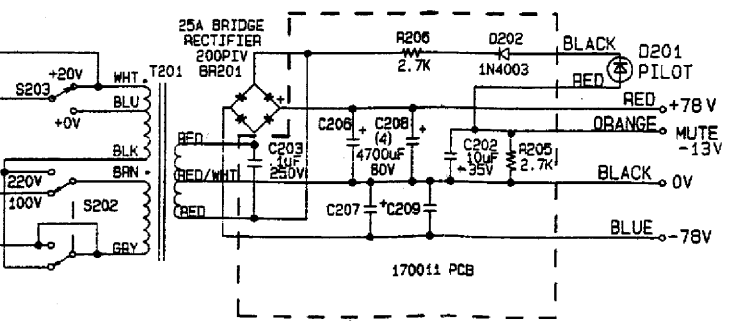 25A BRIDGE
RECTIFIER
200PIV
BR201
R206
2.7K
D202
1N4003
BLACK
D201
PILOT
RED
S203
+20V
WHT
T201
BLU
+0V
BLK
220V
100V
BRN
S202
GRY
RED
RED/WHT
RED
C203
1uF
250V
C206
+
C208
(4)
4700uF
80V
+
C202
10uF
+35V
R205
2.7K
C207
+
C209
RED
+78V
ORANGE
MUTE
-13V
BLACK
0V
BLUE
-78V
170011 PCB